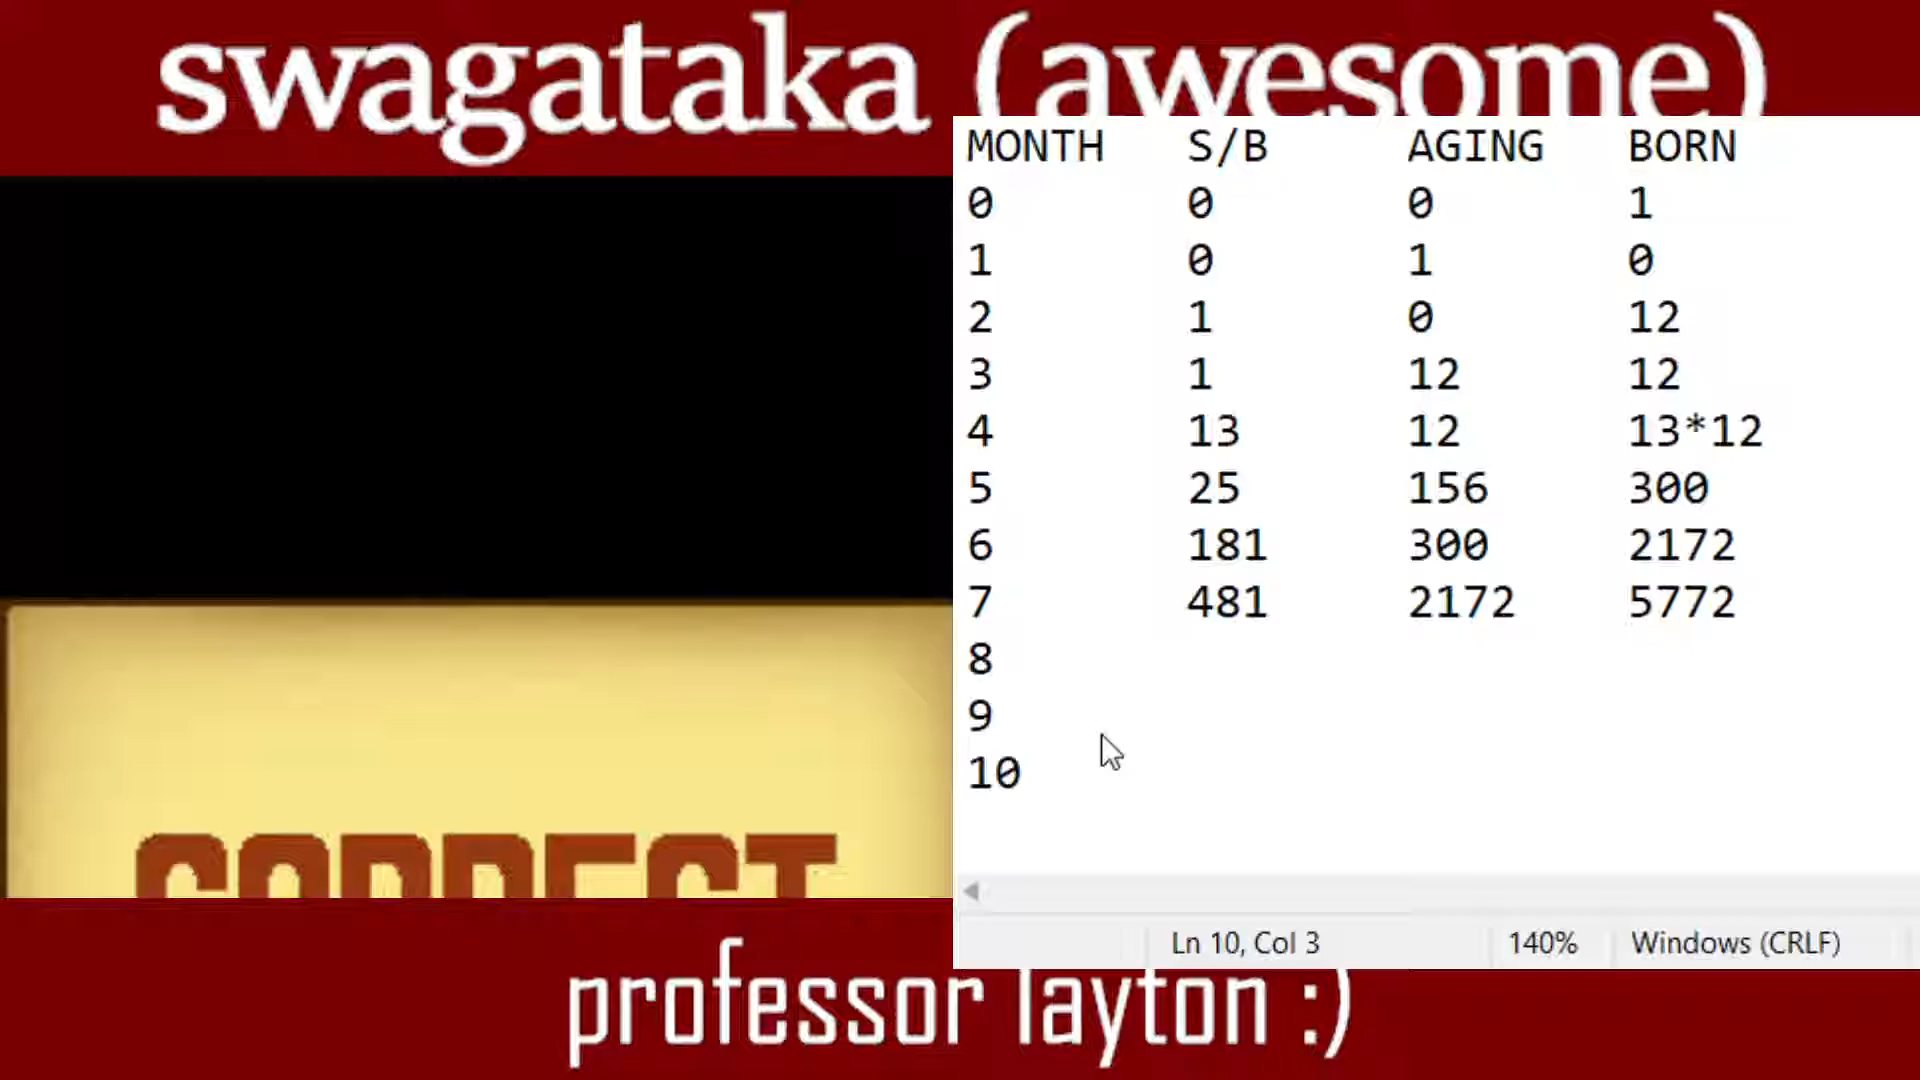 swagataka (awesome)
MONTH S/B AGING BORN
0 0 0 1
1 0 1 0
2 1 0 12
3 1 12 12
4 13 12 13*12
5 25 156 300
6 181 300 2172
7 481 2172 5772
8
9
10
CORRECT
Ln 10, Col 3 140% Windows (CRLF)
professor layton :)